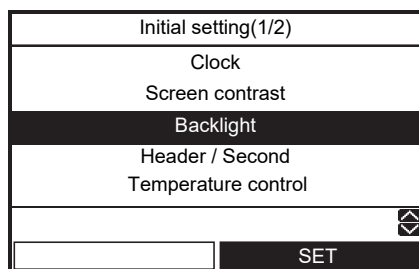 Initial setting(1/2)
Clock
Screen contrast
Backlight
Header / Second
Temperature control
SET